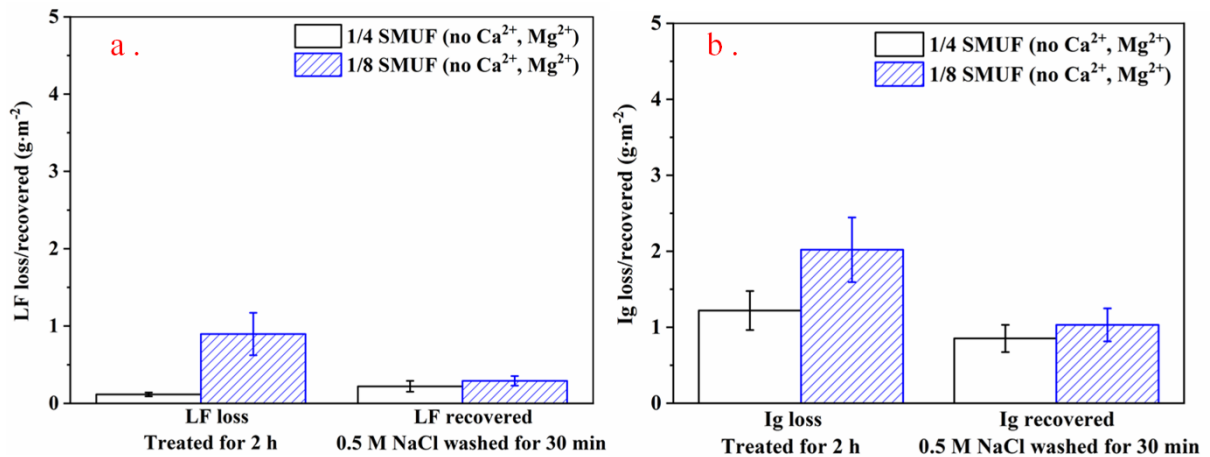 a .
1/4 SMUF (no Ca²⁺, Mg²⁺)
1/8 SMUF (no Ca²⁺, Mg²⁺)
LF loss/recovered (g·m⁻²)
5
4
3
2
1
0
LF loss
Treated for 2 h
LF recovered
0.5 M NaCl washed for 30 min
b .
1/4 SMUF (no Ca²⁺, Mg²⁺)
1/8 SMUF (no Ca²⁺, Mg²⁺)
Ig loss/recovered (g·m⁻²)
5
4
3
2
1
0
Ig loss
Treated for 2 h
Ig recovered
0.5 M NaCl washed for 30 min